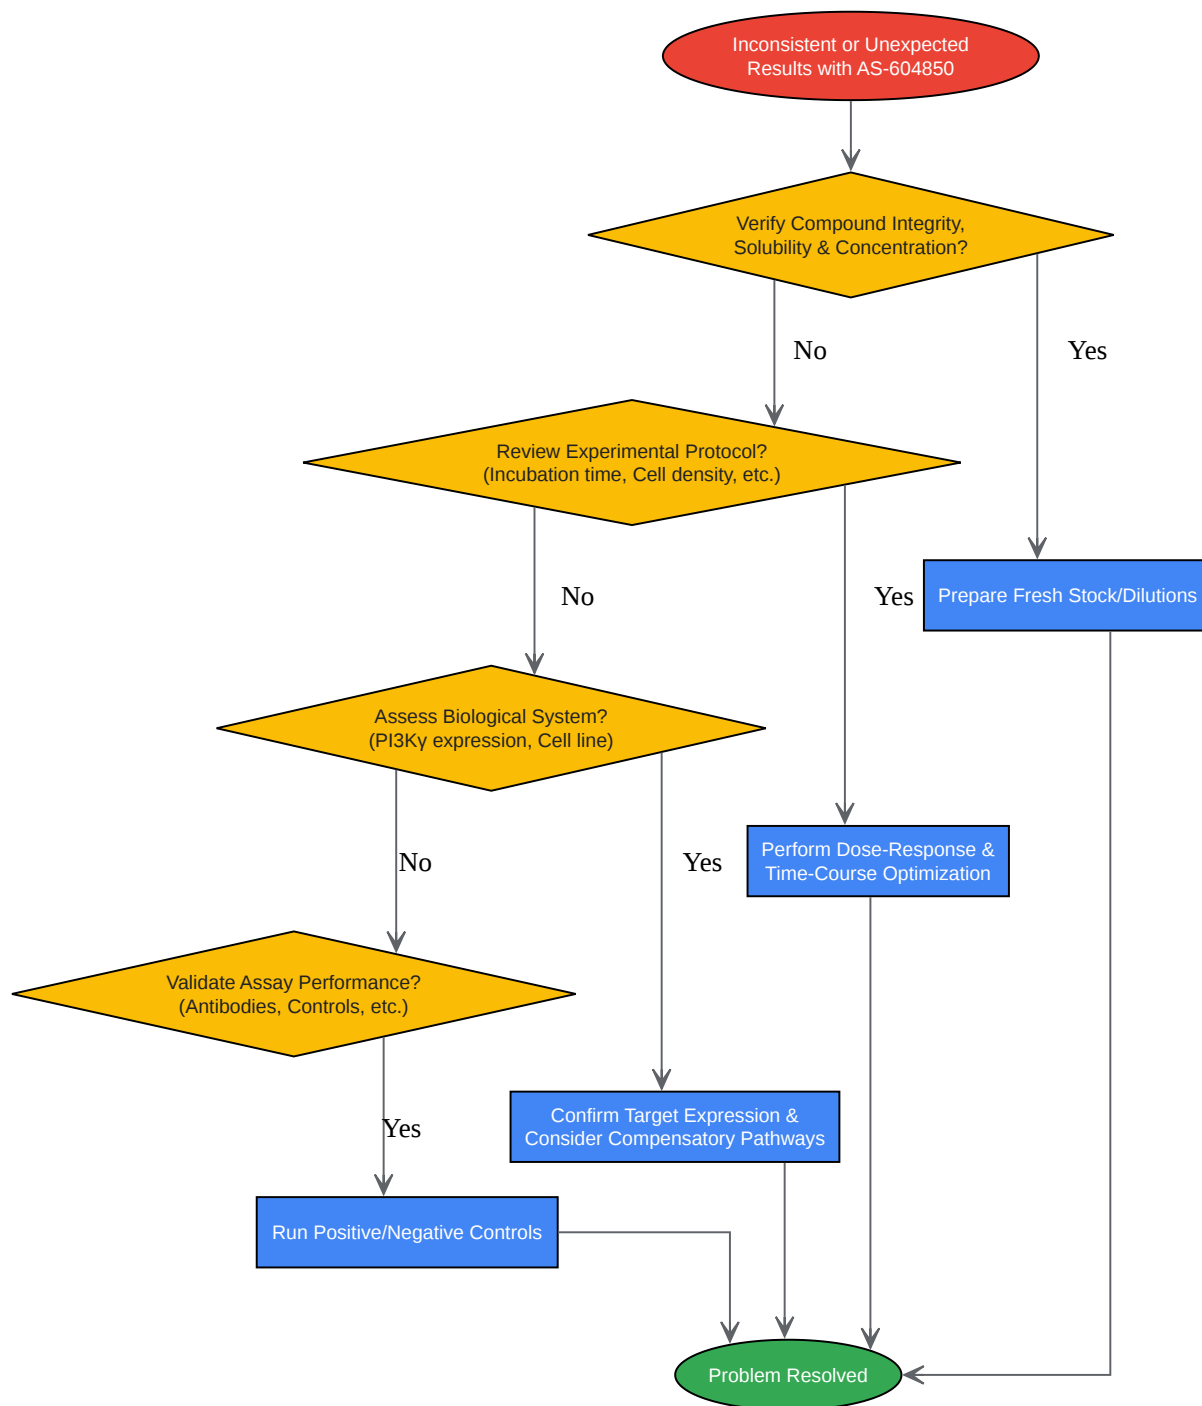 Inconsistent or Unexpected
Results with AS-604850
Verify Compound Integrity,
Solubility & Concentration?
No
Yes
Review Experimental Protocol?
(Incubation time, Cell density, etc.)
No
Yes
Prepare Fresh Stock/Dilutions
Assess Biological System?
(PI3Kγ expression, Cell line)
No
Yes
Perform Dose-Response &
Time-Course Optimization
Validate Assay Performance?
(Antibodies, Controls, etc.)
Yes
Confirm Target Expression &
Consider Compensatory Pathways
Run Positive/Negative Controls
Problem Resolved